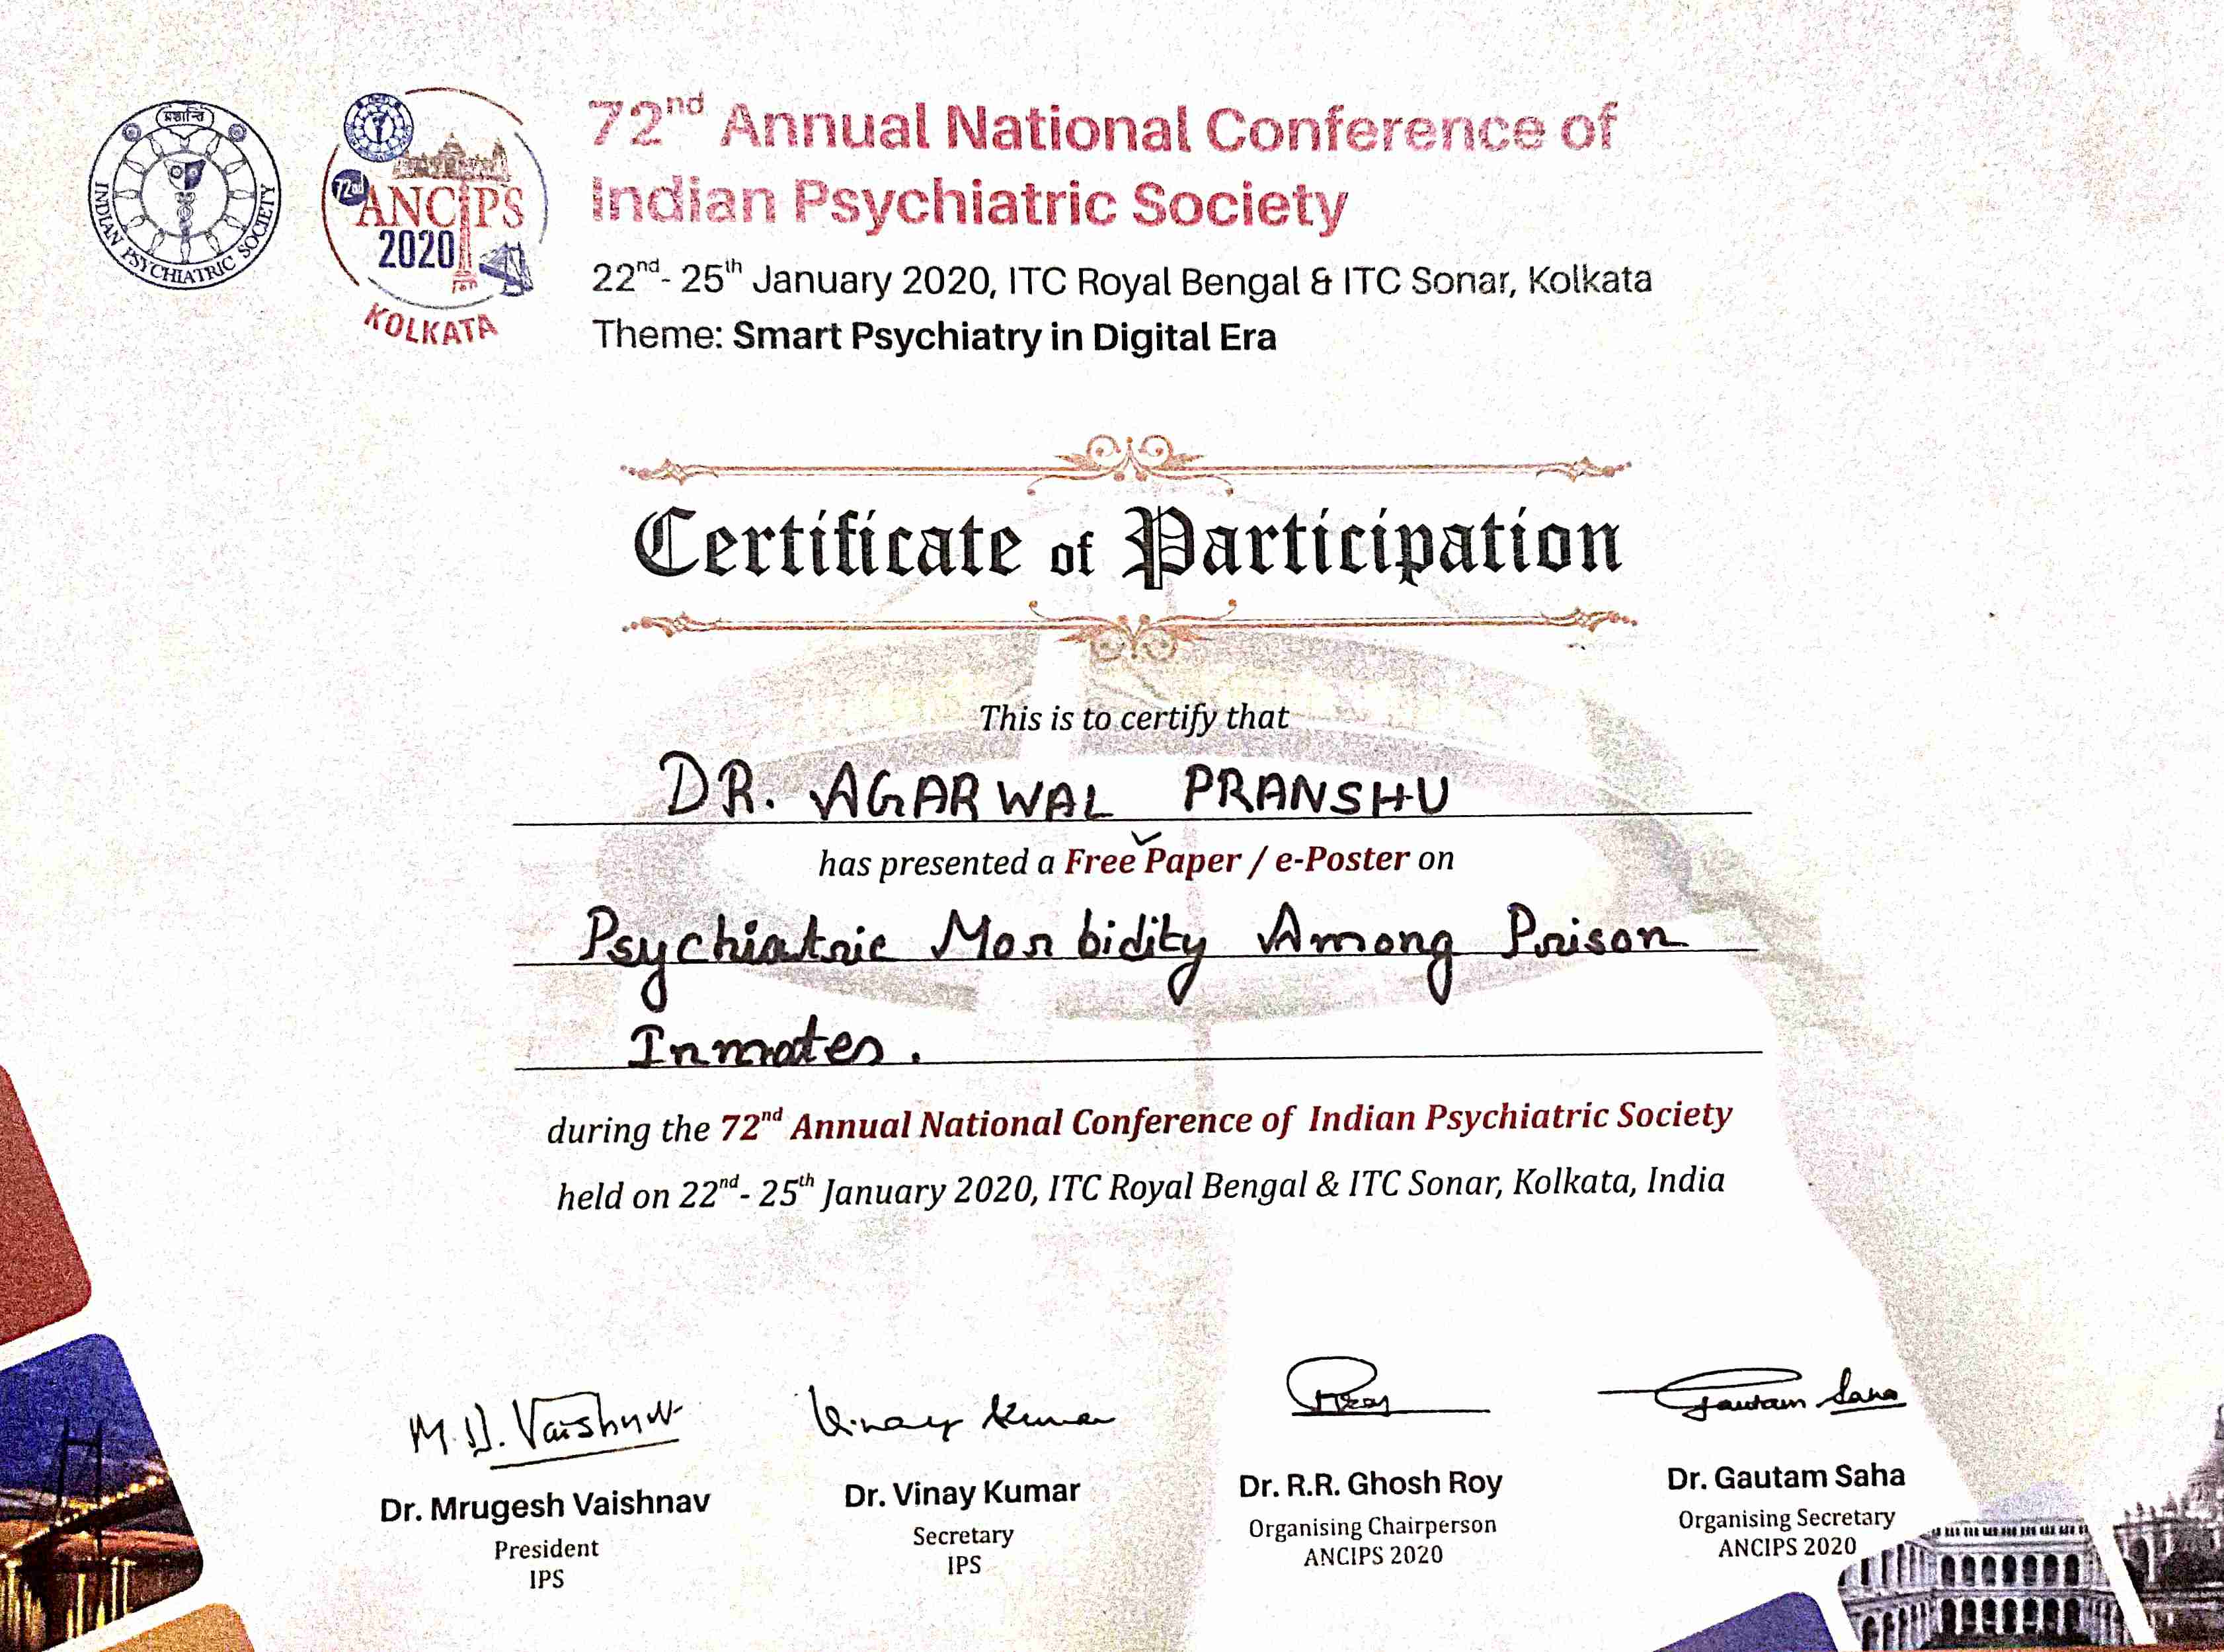 INDIAN PSYCHIATRIC SOCIETY
72nd
ANCIPS
2020
KOLKATA
72nd Annual National Conference of
Indian Psychiatric Society
22nd- 25th January 2020, ITC Royal Bengal & ITC Sonar, Kolkata
Theme: Smart Psychiatry in Digital Era
Certificate of Participation
This is to certify that
DR. AGARWAL PRANSHU
has presented a Free Paper / e-Poster on
Psychiatric Morbidity Among Prison
Inmates.
during the 72nd Annual National Conference of Indian Psychiatric Society
held on 22nd- 25th January 2020, ITC Royal Bengal & ITC Sonar, Kolkata, India
M.D. Vaishnav
Vinay Kumar
Gautam Saha
Dr. Mrugesh Vaishnav
President
IPS
Dr. Vinay Kumar
Secretary
IPS
Dr. R.R. Ghosh Roy
Organising Chairperson
ANCIPS 2020
Dr. Gautam Saha
Organising Secretary
ANCIPS 2020